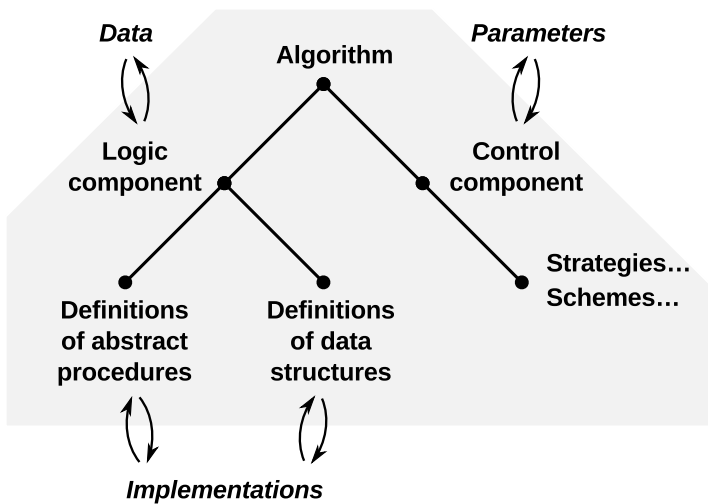 Data
Parameters
Algorithm
Logic
component
Control
component
Strategies…
Schemes…
Definitions
of abstract
procedures
Definitions
of data
structures
Implementations